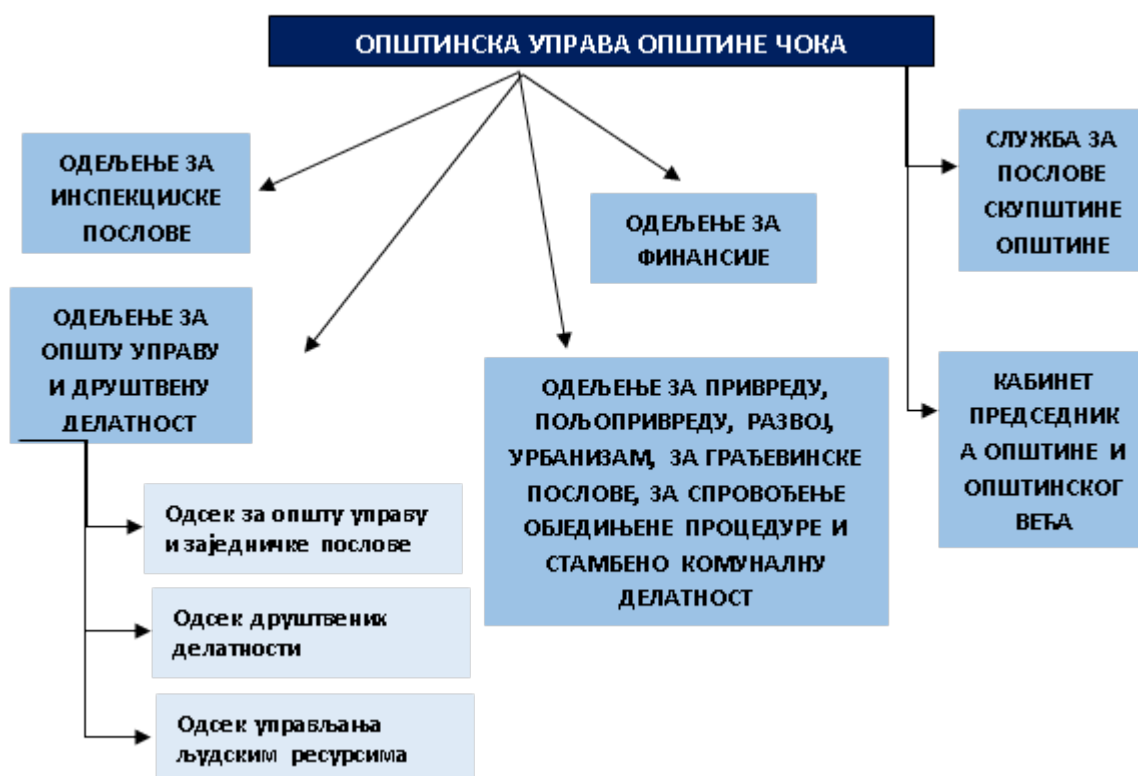 ОПШТИНСКА УПРАВА ОПШТИНЕ ЧОКА
ОДЕЉЕЊЕ ЗА
ИНСПЕКЦИЈСКЕ
ПОСЛОВЕ
ОДЕЉЕЊЕ ЗА
ФИНАНСИЈЕ
СЛУЖБА ЗА
ПОСЛОВЕ
СКУПШТИНЕ
ОПШТИНЕ
ОДЕЉЕЊЕ ЗА
ОПШТУ УПРАВУ
И ДРУШТВЕНУ
ДЕЛАТНОСТ
ОДЕЉЕЊЕ ЗА ПРИВРЕДУ,
ПОЉОПРИВРЕДУ, РАЗВОЈ,
УРБАНИЗАМ, ЗА ГРАЂЕВИНСКЕ
ПОСЛОВЕ, ЗА СПРОВОЂЕЊЕ
ОБЈЕДИЊЕНЕ ПРОЦЕДУРЕ И
СТАМБЕНО КОМУНАЛНУ
ДЕЛАТНОСТ
КАБИНЕТ
ПРЕДСЕДНИК
А ОПШТИНЕ И
ОПШТИНСКОГ
ВЕЋА
Одсек за општу управу
и заједничке послове
Одсек друштвених
делатности
Одсек управљања
људским ресурсима